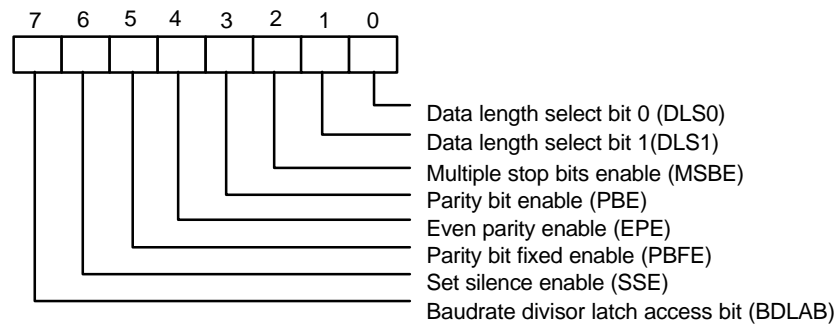 7 6 5 4 3 2 1 0
Data length select bit 0 (DLS0)
Data length select bit 1(DLS1)
Multiple stop bits enable (MSBE)
Parity bit enable (PBE)
Even parity enable (EPE)
Parity bit fixed enable (PBFE)
Set silence enable (SSE)
Baudrate divisor latch access bit (BDLAB)